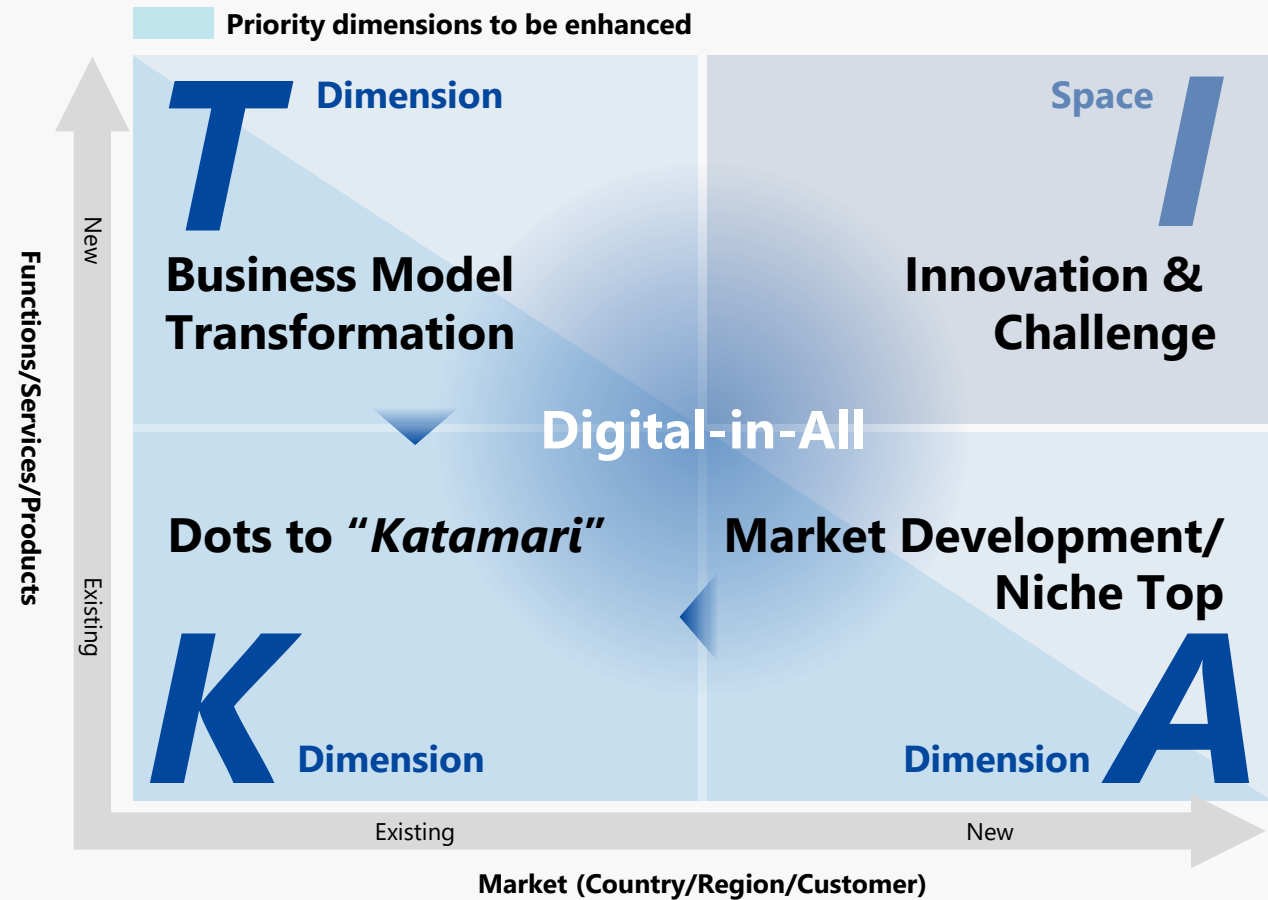 Priority dimensions to be enhanced
T Dimension
Space I
Business Model
Transformation
Innovation &
Challenge
Digital-in-All
Dots to “Katamari”
Market Development/
Niche Top
K Dimension
Dimension A
New
Existing
Functions/Services/Products
Existing
New
Market (Country/Region/Customer)